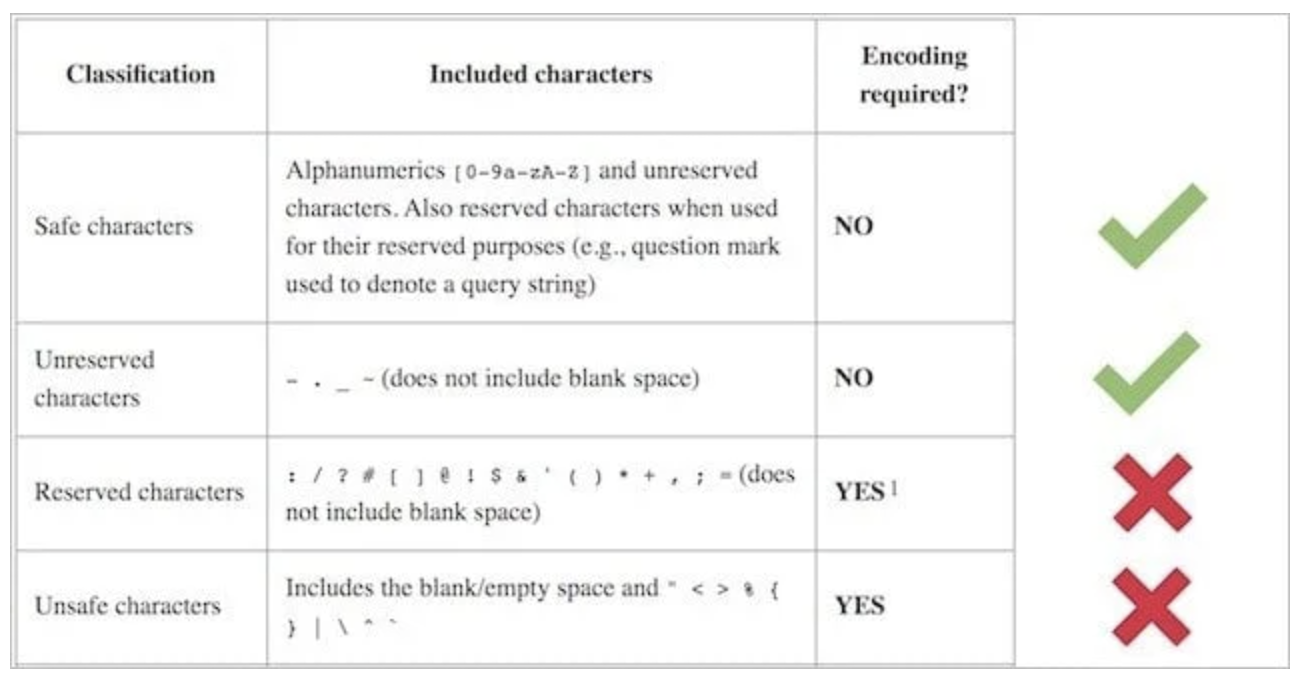 Classification
Included characters
Encoding
required?
Safe characters
Alphanumerics [0-9a-zA-Z] and unreserved
characters. Also reserved characters when used
for their reserved purposes (e.g., question mark
used to denote a query string)
NO
Unreserved
characters
- . _ ~ (does not include blank space)
NO
Reserved characters
: / ? # [ ] @ ! $ & ' ( ) * + , ; = (does
not include blank space)
YES 1
Unsafe characters
Includes the blank/empty space and " < > % {
} | \ ^ `
YES